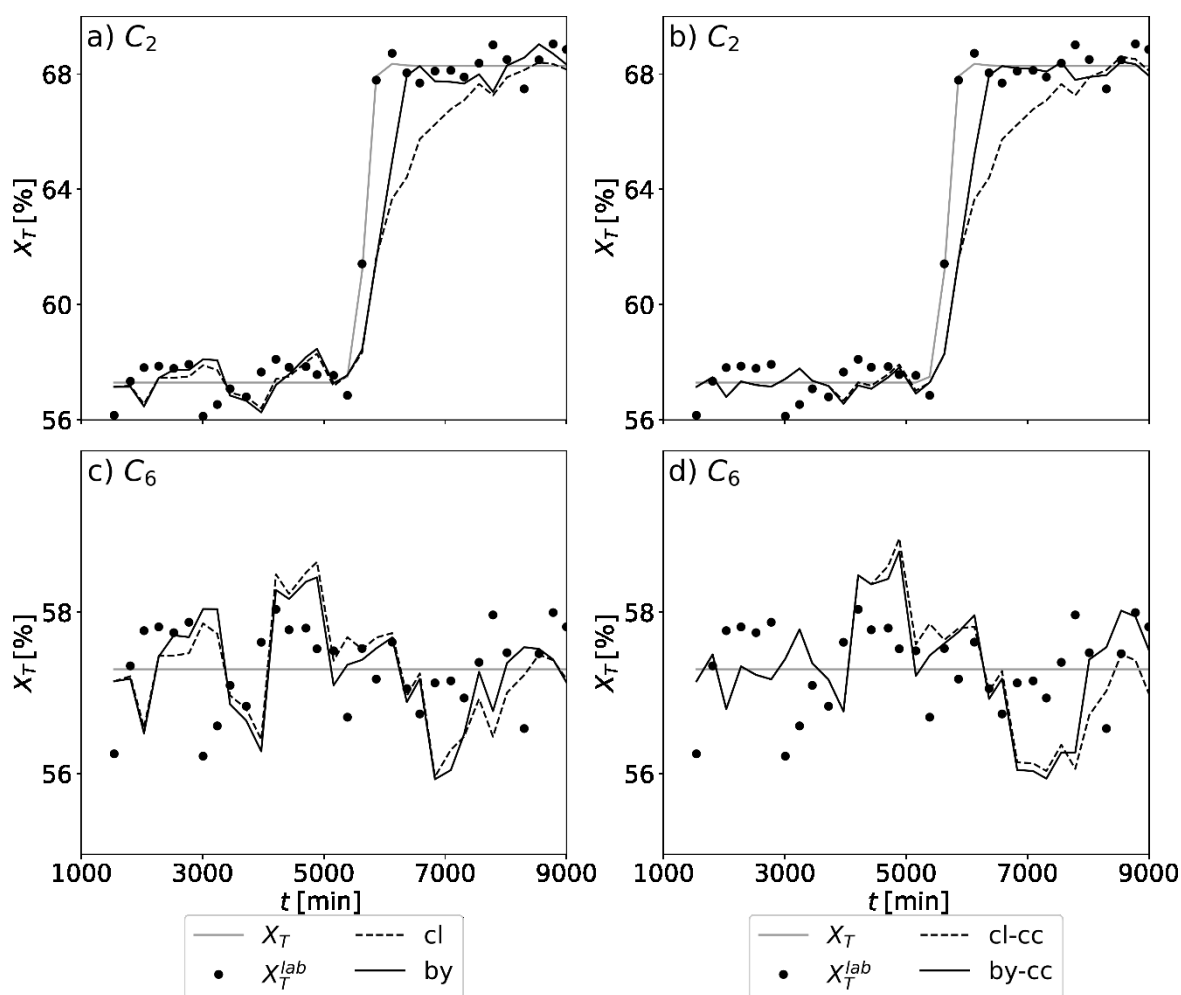 a) C₂
b) C₂
68
64
60
56
X_T [%]
68
64
60
56
X_T [%]
c) C₆
d) C₆
58
56
X_T [%]
1000 3000 5000 7000 9000
t [min]
58
56
X_T [%]
1000 3000 5000 7000 9000
t [min]
X_T cl
X_T^lab by
X_T cl-cc
X_T^lab by-cc